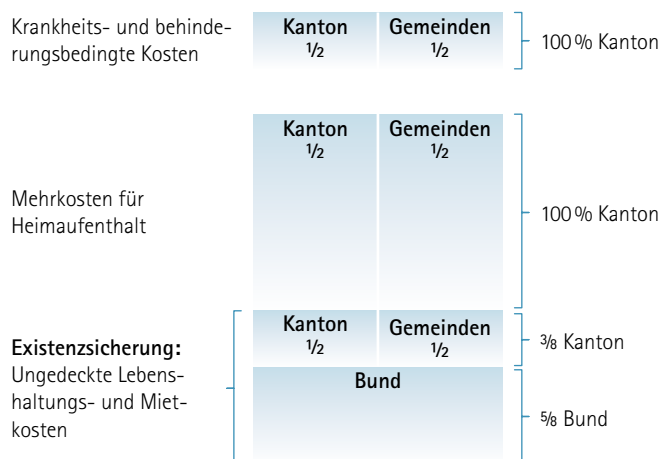 Krankheits- und behinde-
rungsbedingte Kosten
Kanton
1/2
Gemeinden
1/2
100 % Kanton
Mehrkosten für
Heimaufenthalt
Kanton
1/2
Gemeinden
1/2
100 % Kanton
Existenzsicherung:
Ungedeckte Lebens-
haltungs- und Miet-
kosten
Kanton
1/2
Gemeinden
1/2
3/8 Kanton
Bund
5/8 Bund